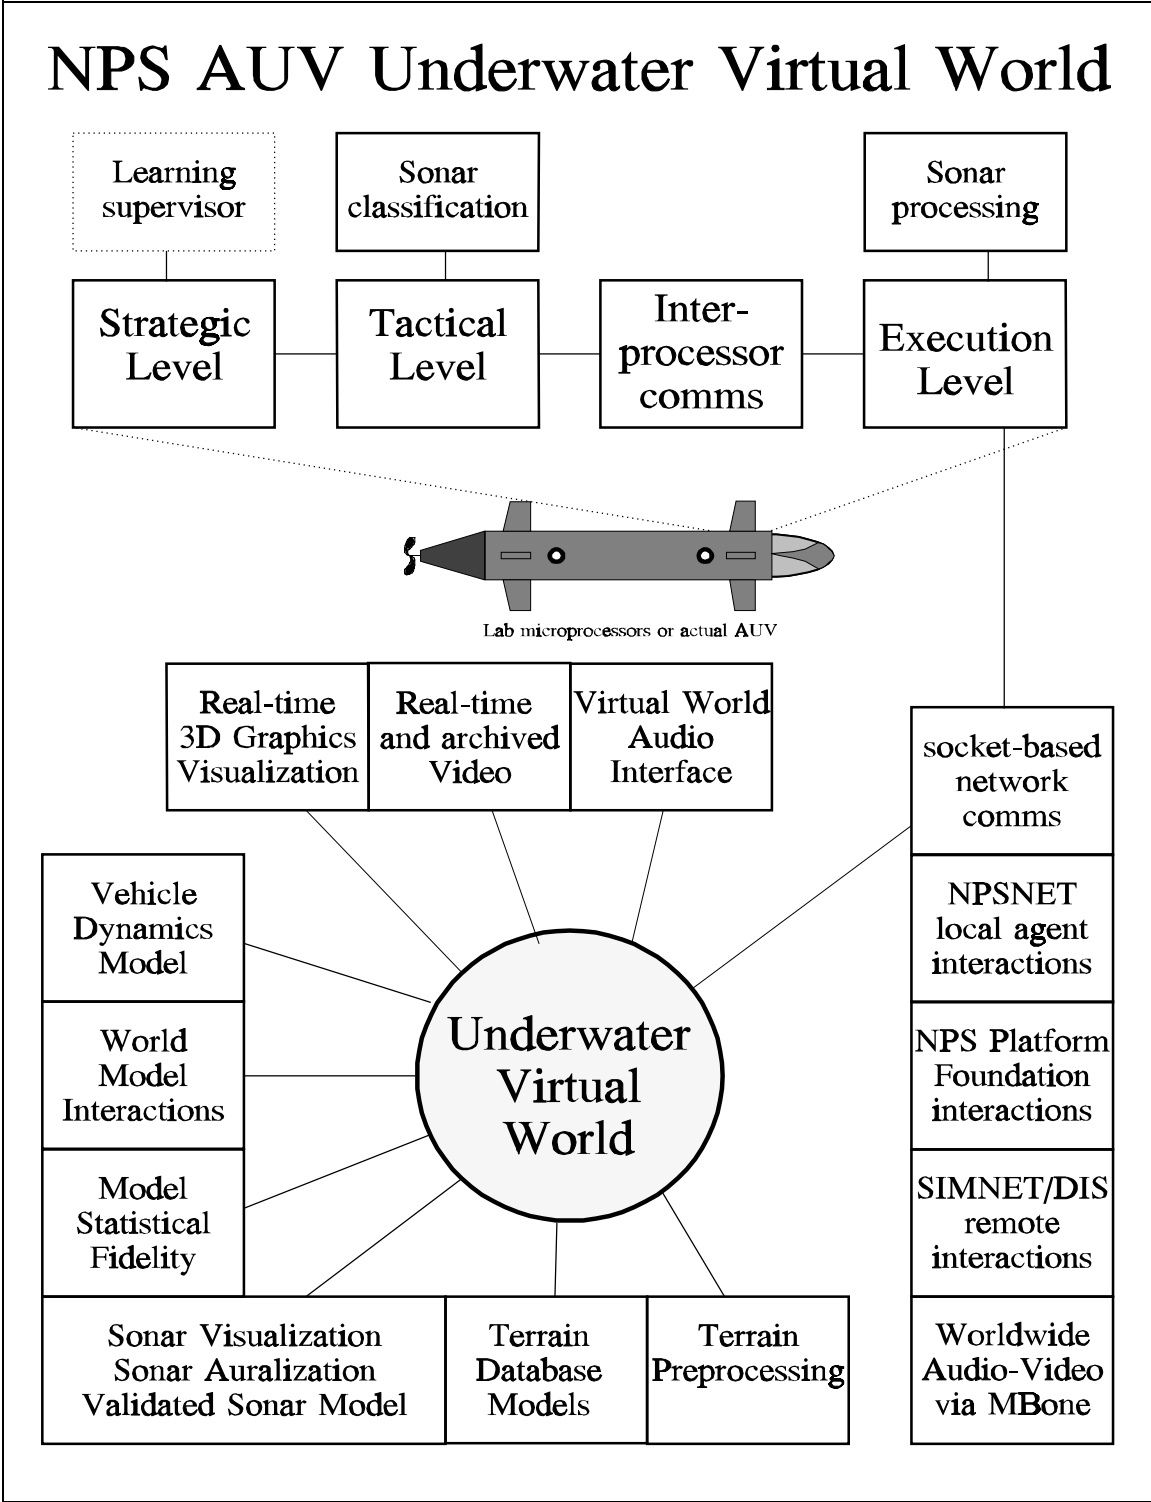 NPS AUV Underwater Virtual World
Learning
supervisor
Sonar
classification
Sonar
processing
Strategic
Level
Tactical
Level
Inter-
processor
comms
Execution
Level
Lab microprocessors or actual AUV
Real-time
3D Graphics
Visualization
Real-time
and archived
Video
Virtual World
Audio
Interface
socket-based
network
comms
Vehicle
Dynamics
Model
NPSNET
local agent
interactions
World
Model
Interactions
Underwater
Virtual
World
NPS Platform
Foundation
interactions
Model
Statistical
Fidelity
SIMNET/DIS
remote
interactions
Sonar Visualization
Sonar Auralization
Validated Sonar Model
Terrain
Database
Models
Terrain
Preprocessing
Worldwide
Audio-Video
via MBone